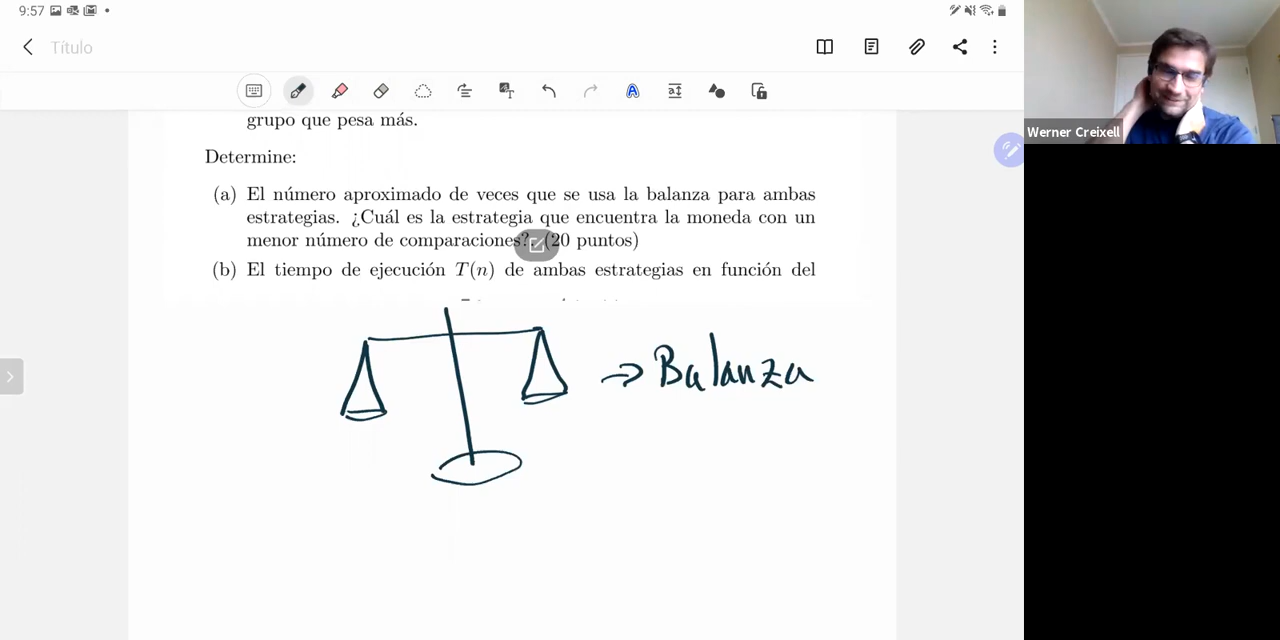 9:57
Título
grupo que pesa más.
Determine:
(a) El número aproximado de veces que se usa la balanza para ambas
estrategias. ¿Cuál es la estrategia que encuentra la moneda con un
menor número de comparaciones?. (20 puntos)
(b) El tiempo de ejecución T(n) de ambas estrategias en función del
→ Balanza
Werner Creixell